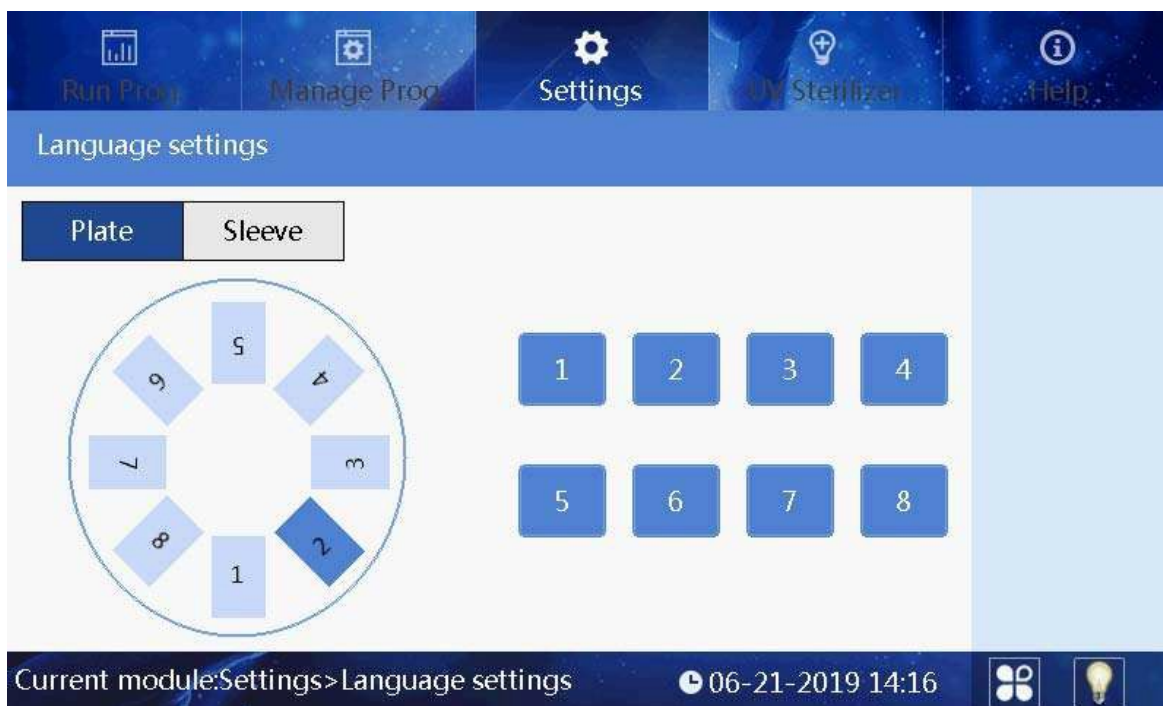 Run Prog.
Manage Prog.
Settings
UV Sterilizer
Help
Language settings
Plate
Sleeve
5
6
4
7
3
8
2
1
1 2 3 4
5 6 7 8
Current module:Settings>Language settings
06-21-2019 14:16